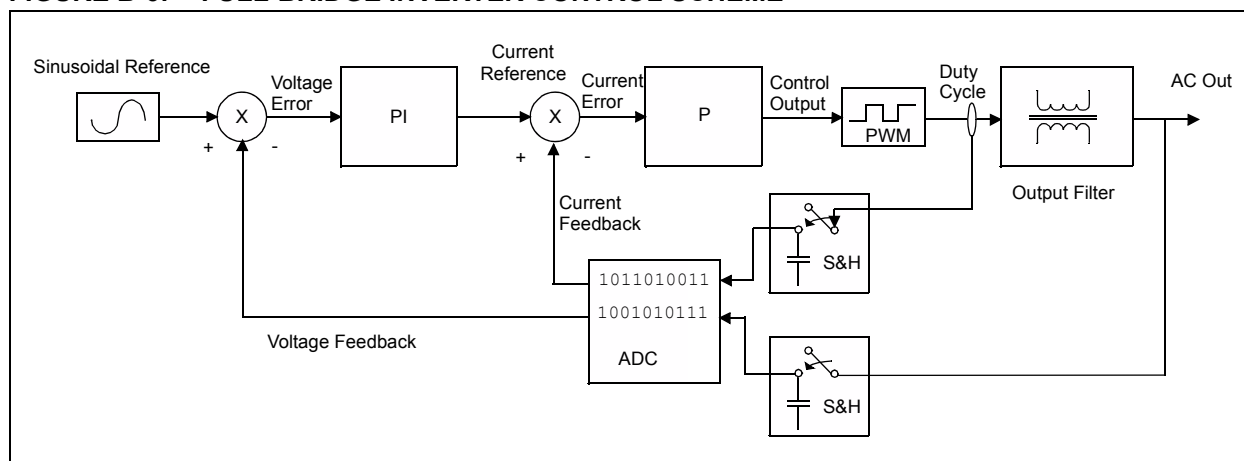 Sinusoidal Reference
X
+
-
Voltage
Error
PI
Current
Reference
X
+
-
Current
Error
P
Control
Output
PWM
Duty
Cycle
Output Filter
AC Out
Current
Feedback
S&H
1011010011
1001010111
ADC
Voltage Feedback
S&H